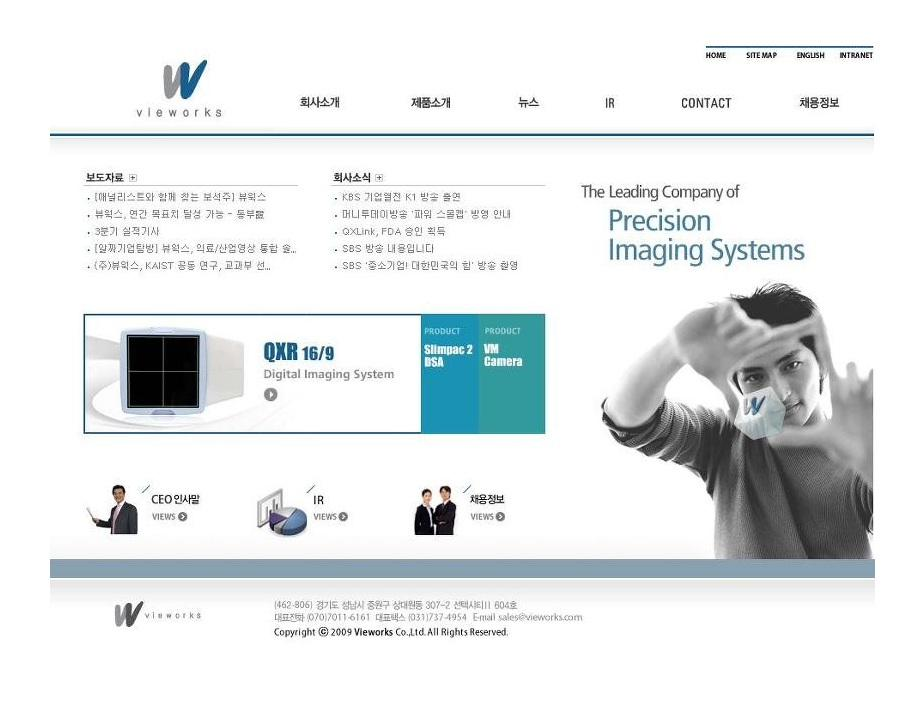 HOME SITE MAP ENGLISH INTRANET
W
vieworks
회사소개 제품소개 뉴스 IR CONTACT 채용정보
보도자료
[애널리스트와 함께 찾는 보석주] 뷰웍스
뷰웍스, 연간 목표치 달성 가능 - 동부
3분기 실적기사
[알짜기업탐방] 뷰웍스, 의료/산업영상 통합 솔...
(주)뷰웍스, KAIST 공동 연구, 교과부 선...
회사소식
KBS 기업열전 K1 방송 출연
머니투데이방송 '파워 스몰캡' 방영 안내
QXLink, FDA 승인 획득
SBS 방송 내용입니다
SBS '중소기업! 대한민국의 힘' 방송 촬영
The Leading Company of
Precision
Imaging Systems
QXR 16/9
Digital Imaging System
PRODUCT
Slimpac 2
DSA
PRODUCT
VM
Camera
W
CEO 인사말
VIEWS
IR
VIEWS
채용정보
VIEWS
W vieworks
(462-806) 경기도 성남시 중원구 상대원동 307-2 선텍시티II 604호
대표전화 (070)7011-6161 대표팩스 (031)737-4954 E-mail sales@vieworks.com
Copyright ⓒ 2009 Vieworks Co.,Ltd. All Rights Reserved.